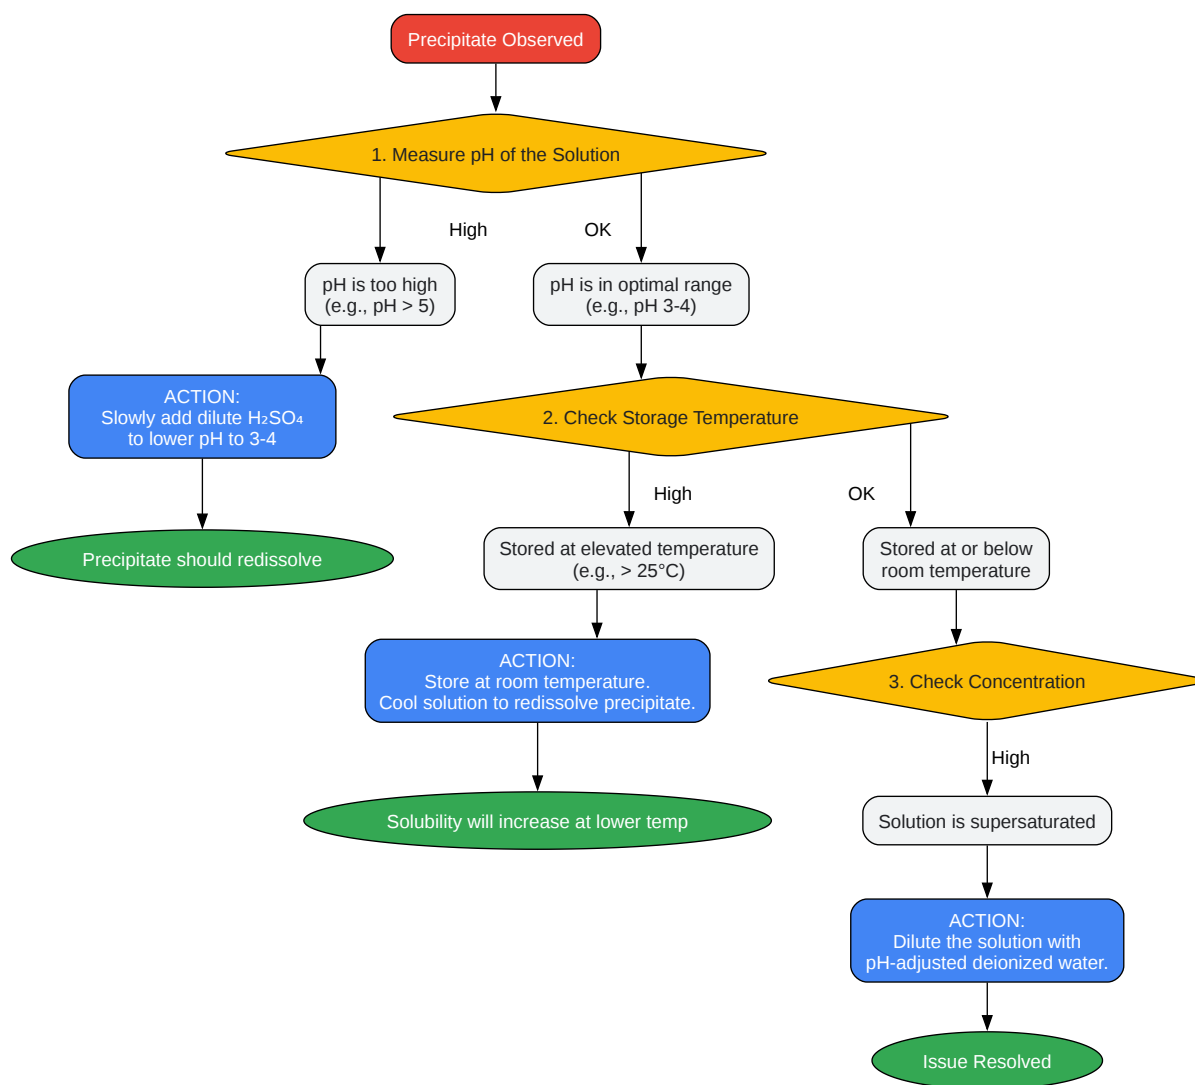 Precipitate Observed
1. Measure pH of the Solution
High
OK
pH is too high
(e.g., pH > 5)
pH is in optimal range
(e.g., pH 3-4)
ACTION:
Slowly add dilute H₂SO₄
to lower pH to 3-4
2. Check Storage Temperature
High
OK
Precipitate should redissolve
Stored at elevated temperature
(e.g., > 25°C)
Stored at or below
room temperature
ACTION:
Store at room temperature.
Cool solution to redissolve precipitate.
3. Check Concentration
High
Solubility will increase at lower temp
Solution is supersaturated
ACTION:
Dilute the solution with
pH-adjusted deionized water.
Issue Resolved